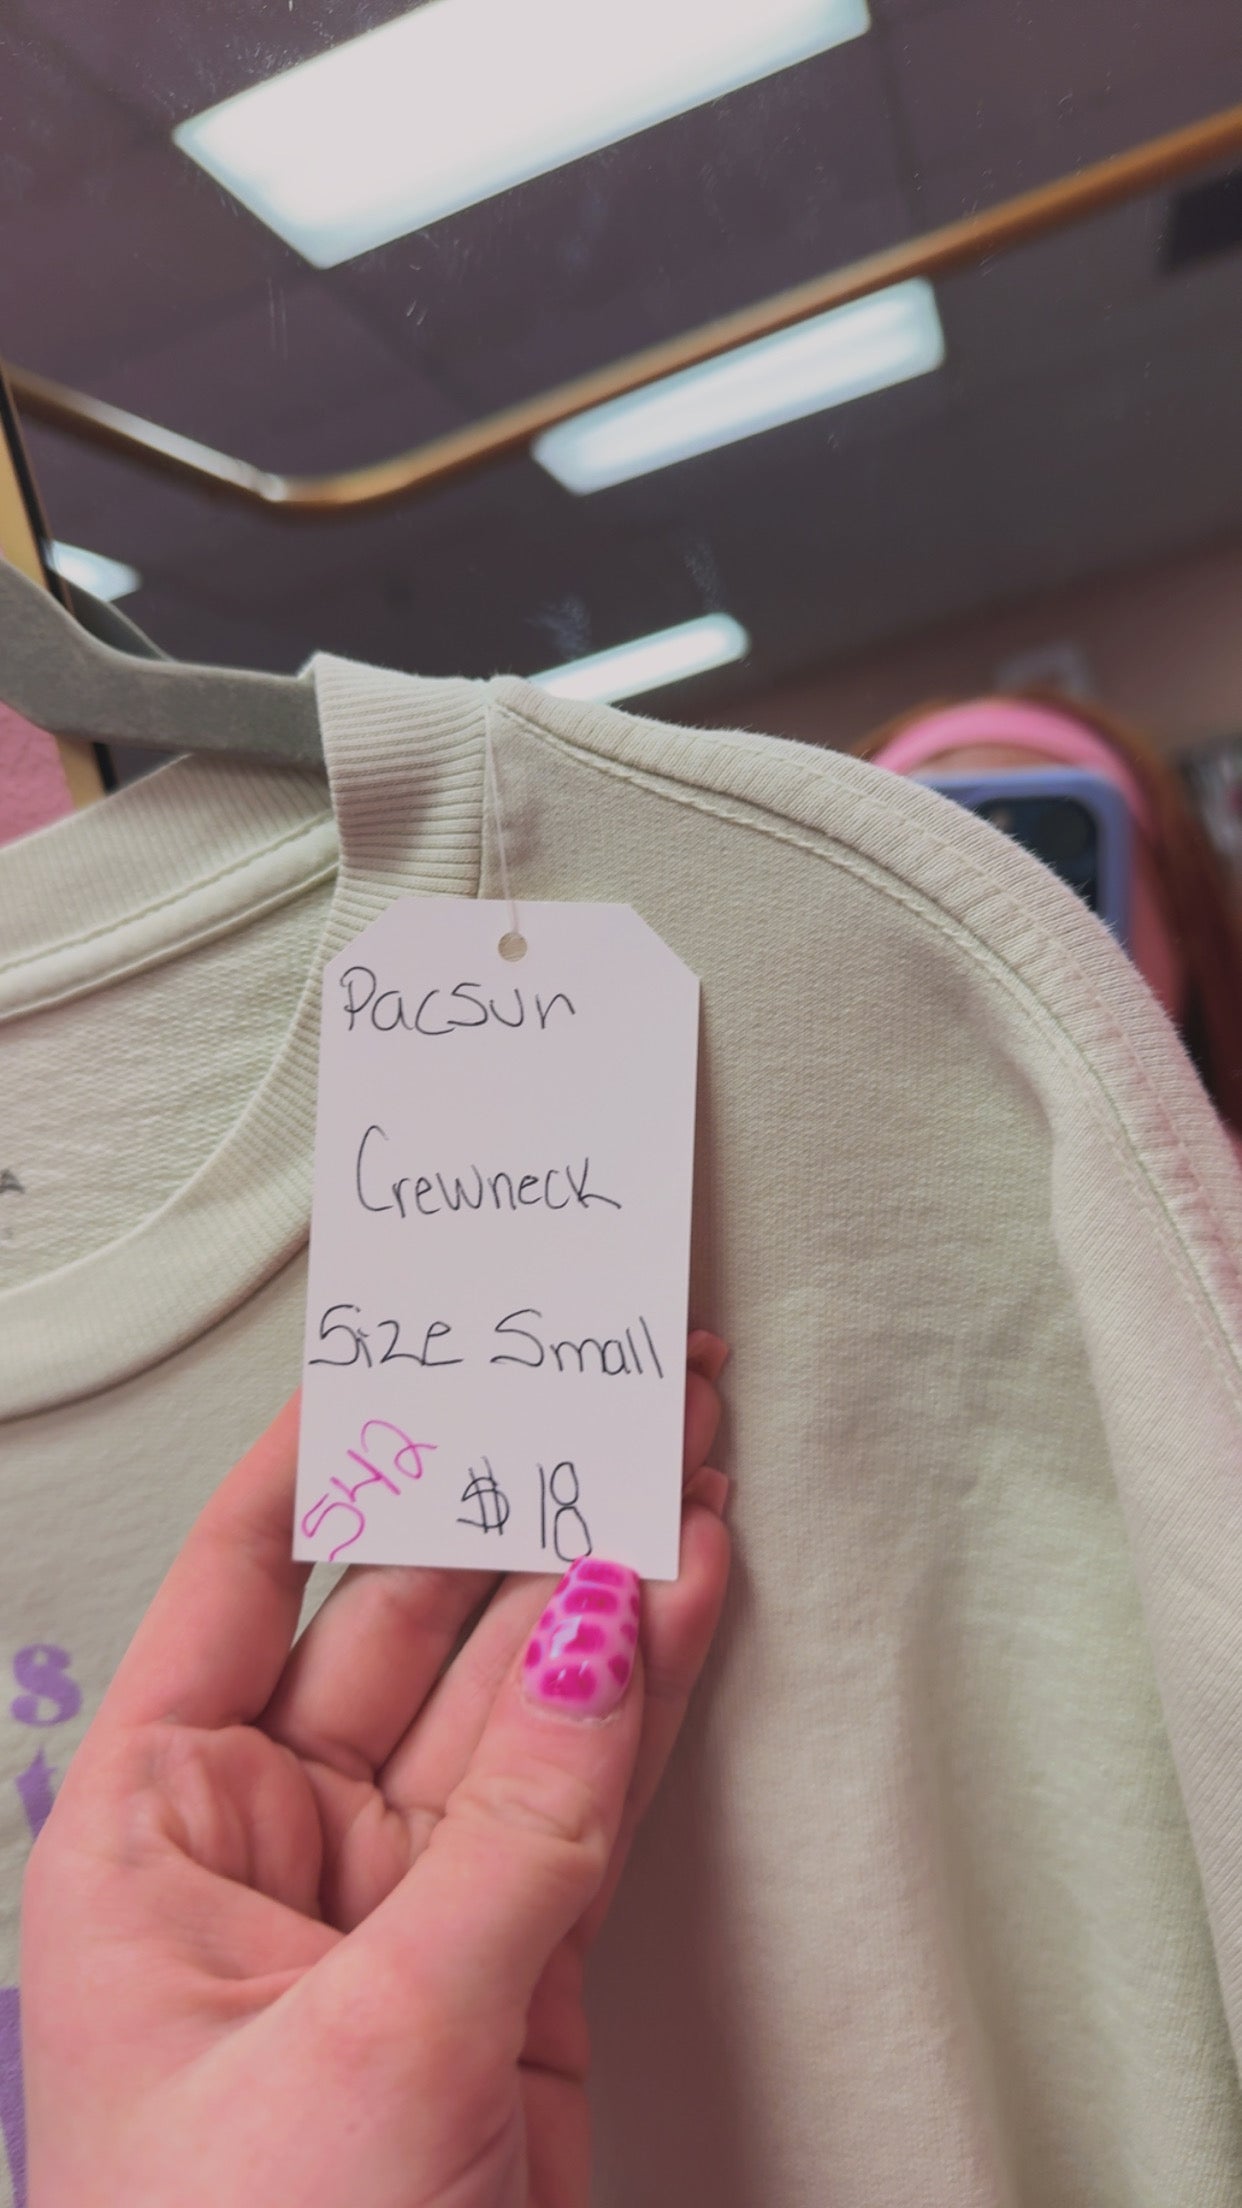 Pacsun
Crewneck
Size Small
542 $18
s